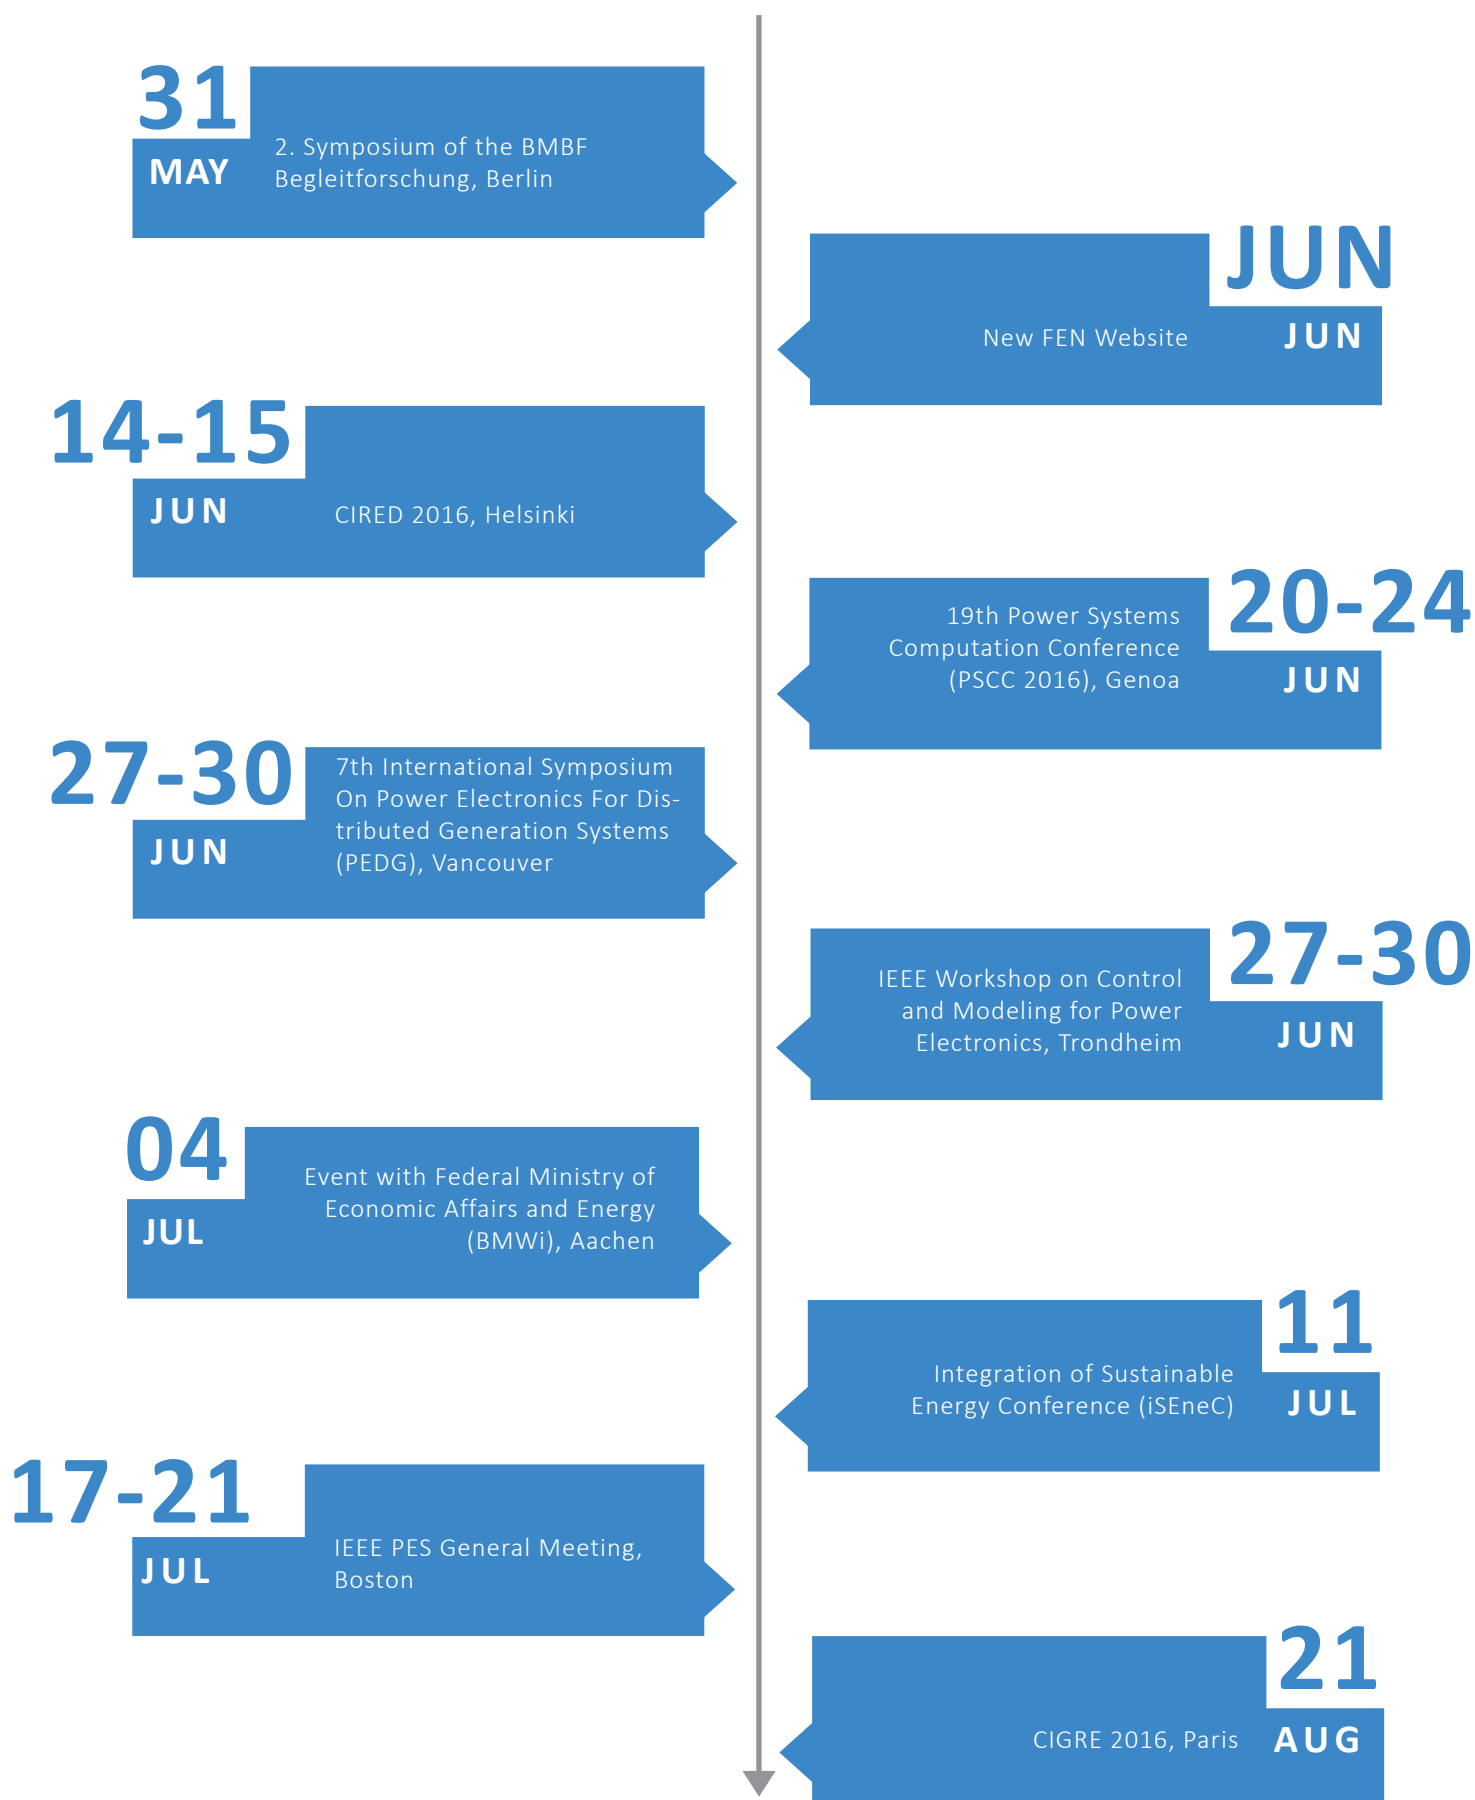 31
MAY
2. Symposium of the BMBF
Begleitforschung, Berlin
JUN
JUN
New FEN Website
14-15
JUN
CIRED 2016, Helsinki
20-24
JUN
19th Power Systems
Computation Conference
(PSCC 2016), Genoa
27-30
JUN
7th International Symposium
On Power Electronics For Dis-
tributed Generation Systems
(PEDG), Vancouver
27-30
JUN
IEEE Workshop on Control
and Modeling for Power
Electronics, Trondheim
04
JUL
Event with Federal Ministry of
Economic Affairs and Energy
(BMWi), Aachen
11
JUL
Integration of Sustainable
Energy Conference (iSEneC)
17-21
JUL
IEEE PES General Meeting,
Boston
21
AUG
CIGRE 2016, Paris